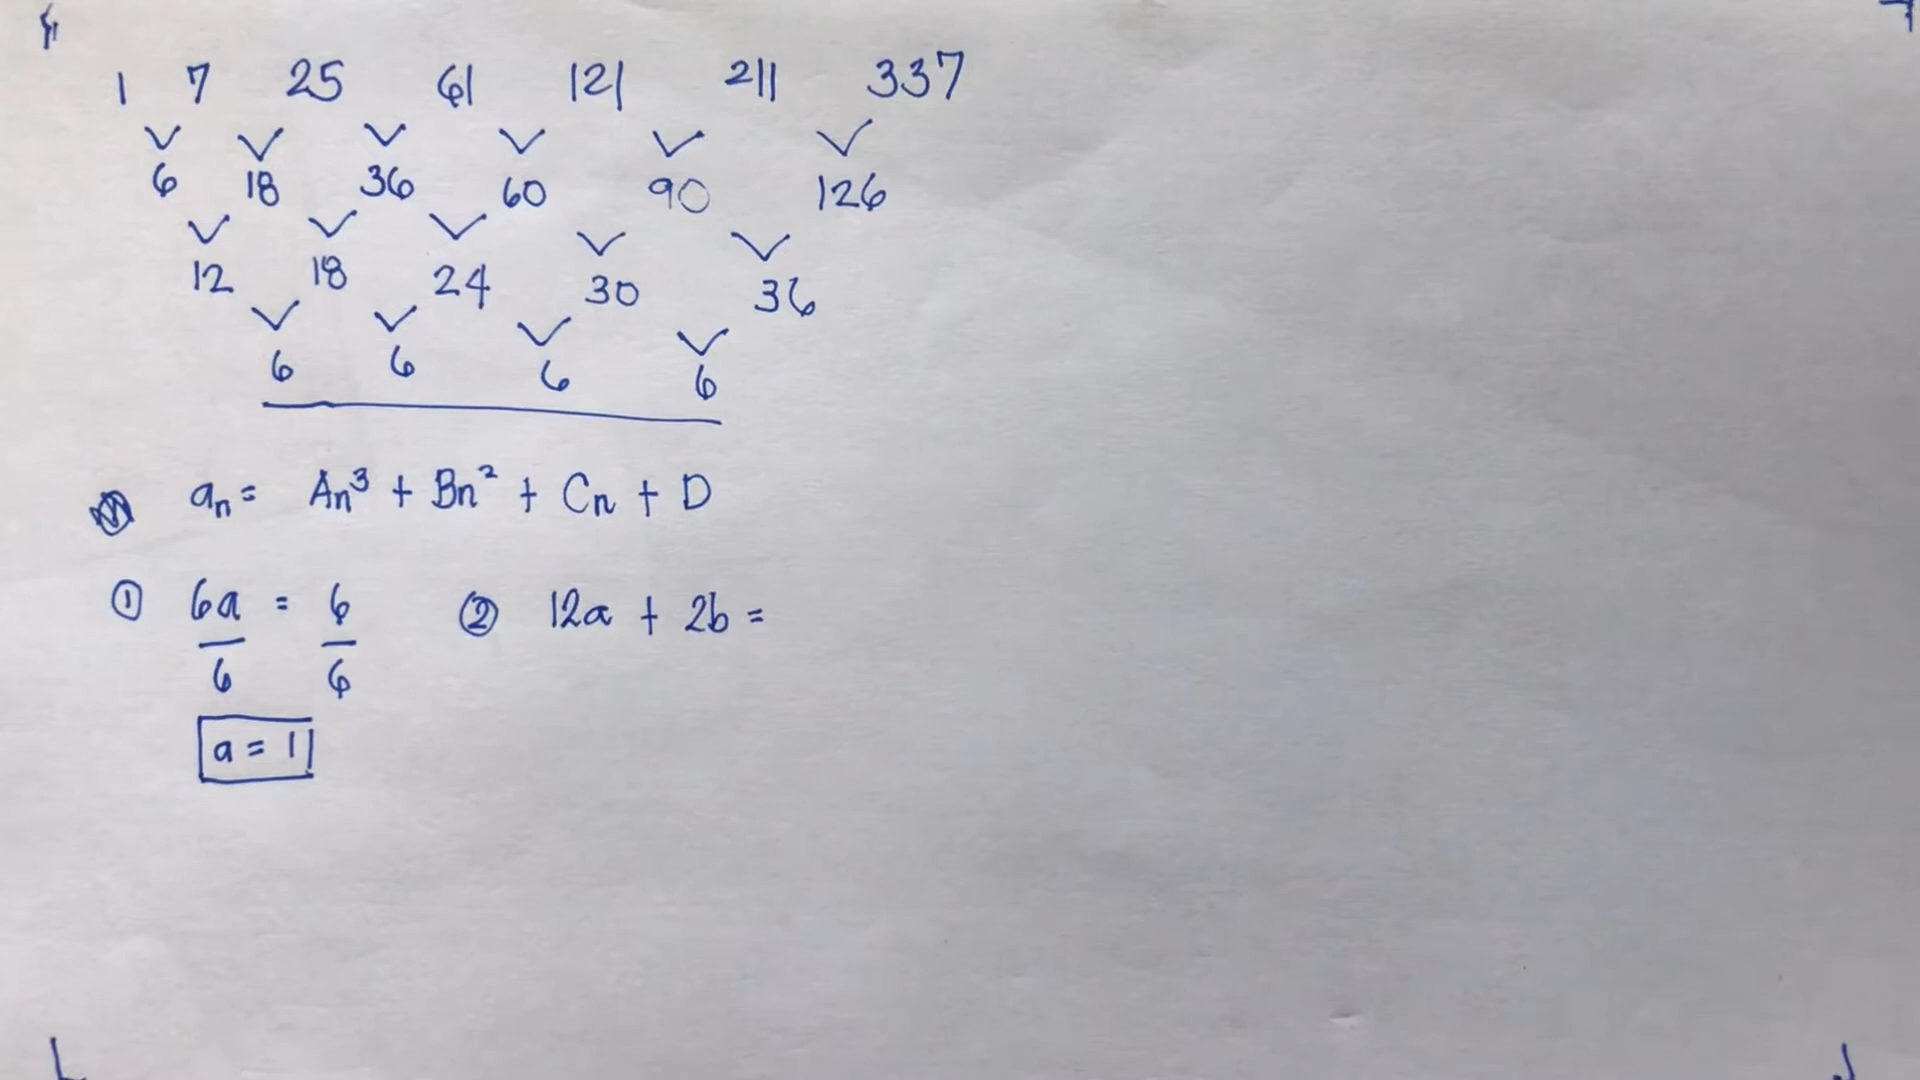 1 7 25 61 121 211 337
6 18 36 60 90 126
12 18 24 30 36
6 6 6 6
aₙ = An³ + Bn² + Cn + D
① 6a/6 = 6/6 ② 12a + 2b =
a = 1